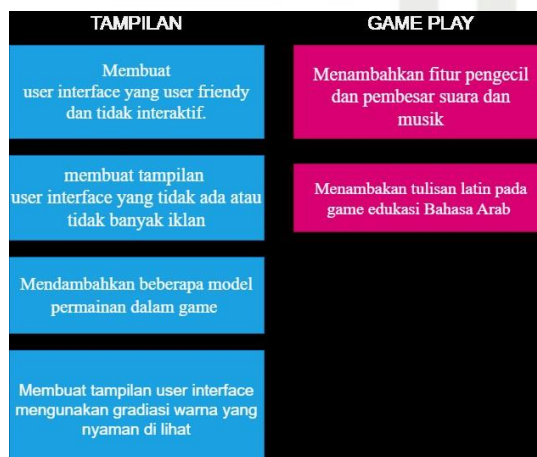 TAMPILAN
Membuat
user interface yang user friendy
dan tidak interaktif.
membuat tampilan
user interface yang tidak ada atau
tidak banyak iklan
Mendambahkan beberapa model
permainan dalam game
Membuat tampilan user interface
mengunakan gradiasi warna yang
nyaman di lihat
GAME PLAY
Menambahkan fitur pengecil
dan pembesar suara dan
musik
Menambakan tulisan latin pada
game edukasi Bahasa Arab